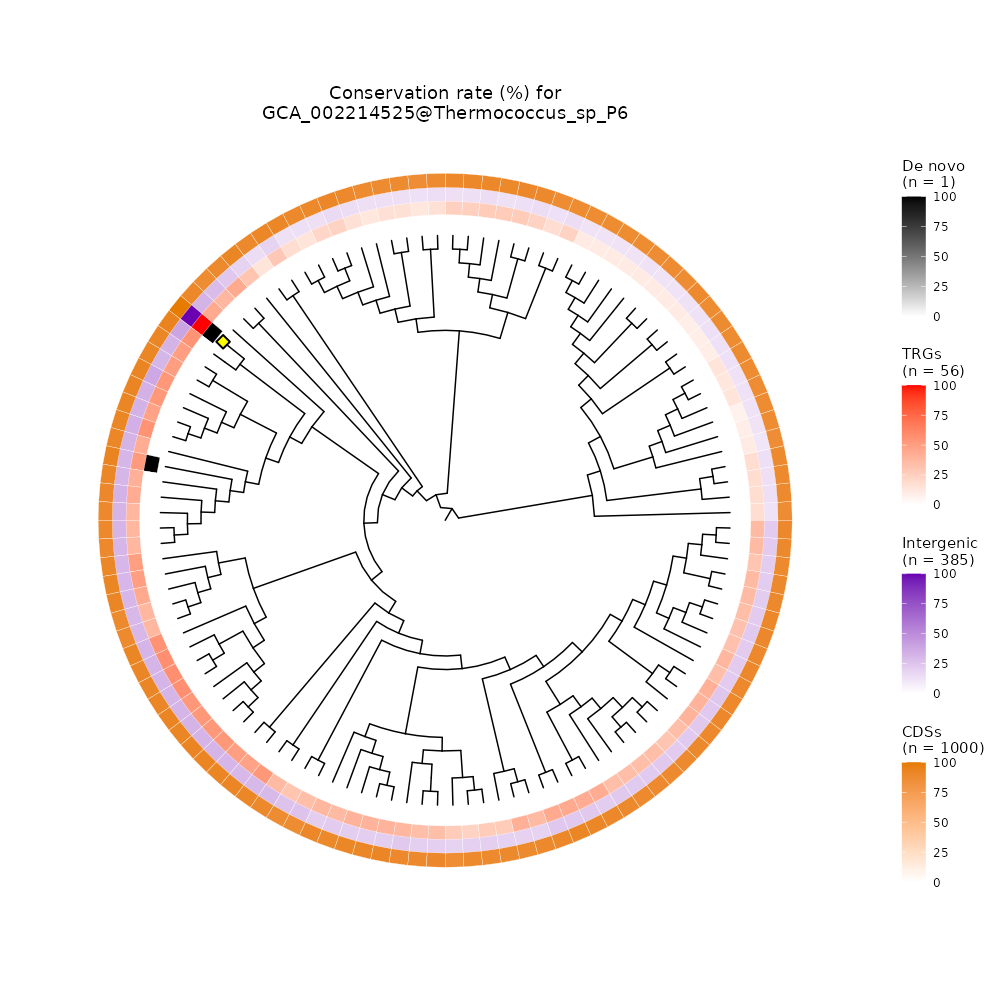 Conservation rate (%) for
GCA_002214525@Thermococcus_sp_P6
De novo
(n = 1)
100
75
50
25
0
TRGs
(n = 56)
100
75
50
25
0
Intergenic
(n = 385)
100
75
50
25
0
CDSs
(n = 1000)
100
75
50
25
0